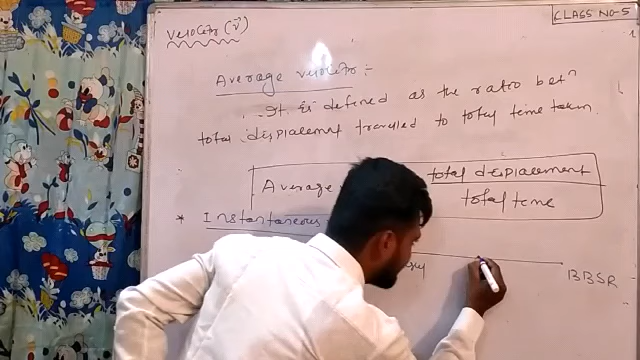 CLASS NO-5
Velocity (v⃗)
Average velocity :-
It is defined as the ratio betn
total displacement travelled to total time taken.
Average
total displacement
total time
* Instantaneous
BBSR